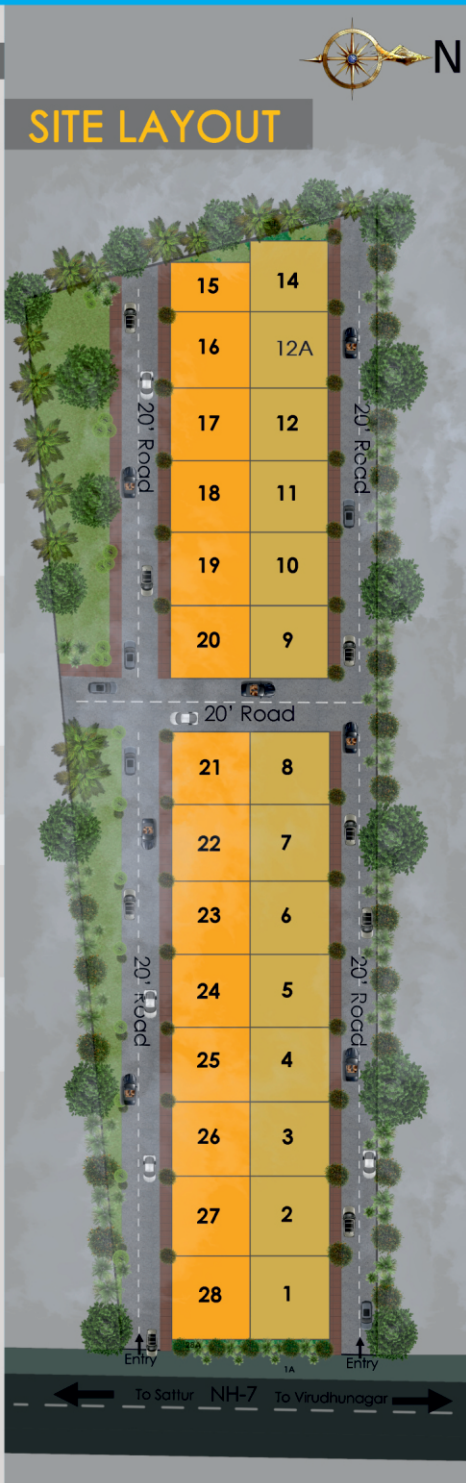 N
SITE LAYOUT
15 14
16 12A
17 12
20' Road
20' Road
18 11
19 10
20 9
20' Road
21 8
22 7
23 6
24 5
20' Road
20' Road
25 4
26 3
27 2
28 1
Entry
1A
Entry
To Sattur NH-7 To Virudhunagar